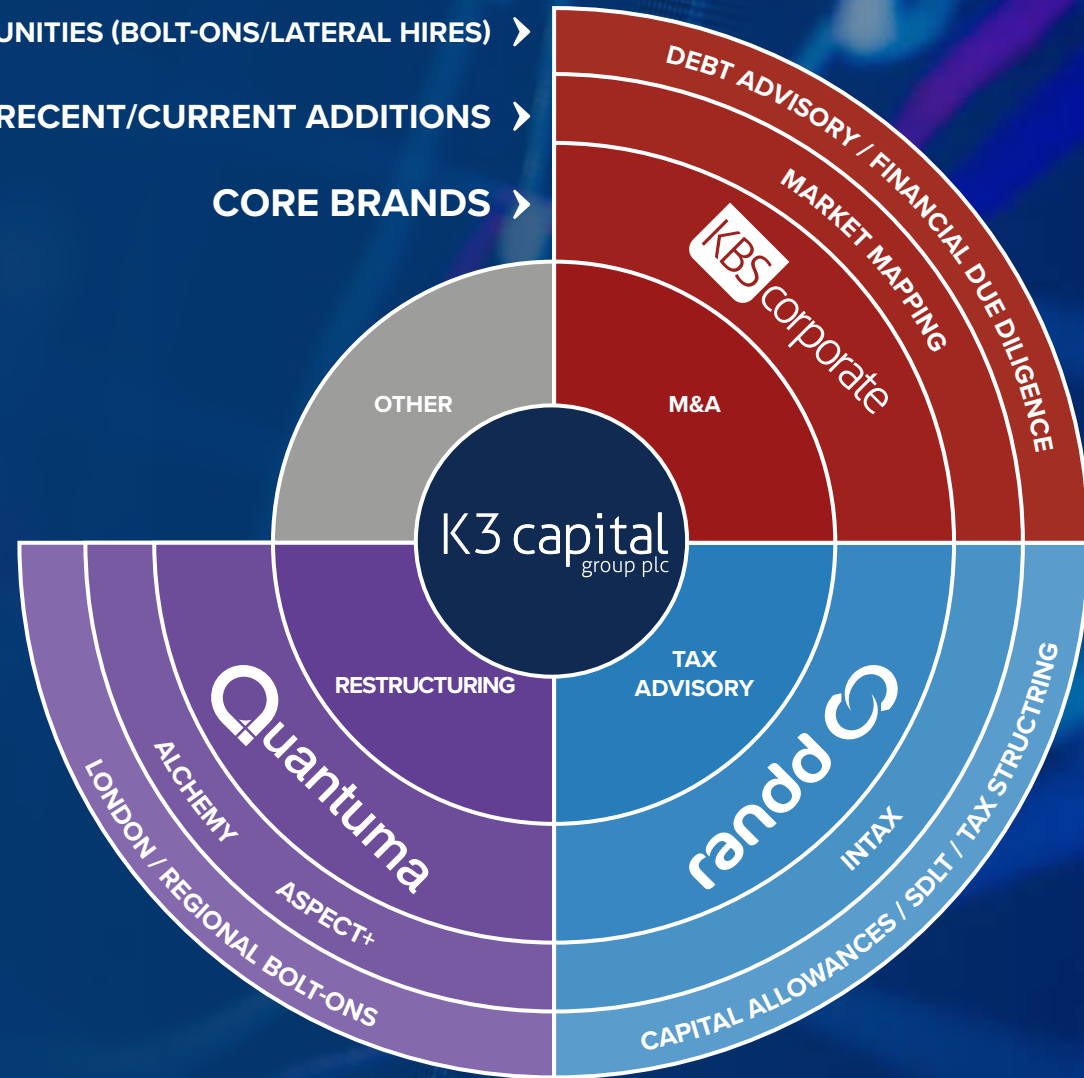 (BOLT-ONS/LATERAL HIRES)
RECENT/CURRENT ADDITIONS
CORE BRANDS
DEBT ADVISORY / FINANCIAL DUE DILIGENCE
MARKET MAPPING
KBS corporate
OTHER
M&A
K3 capital
group plc
RESTRUCTURING
TAX
ADVISORY
Quantuma
randd
ALCHEMY
ASPECT+
INTAX
LONDON / REGIONAL BOLT-ONS
CAPITAL ALLOWANCES / SDLT / TAX STRUCTRING